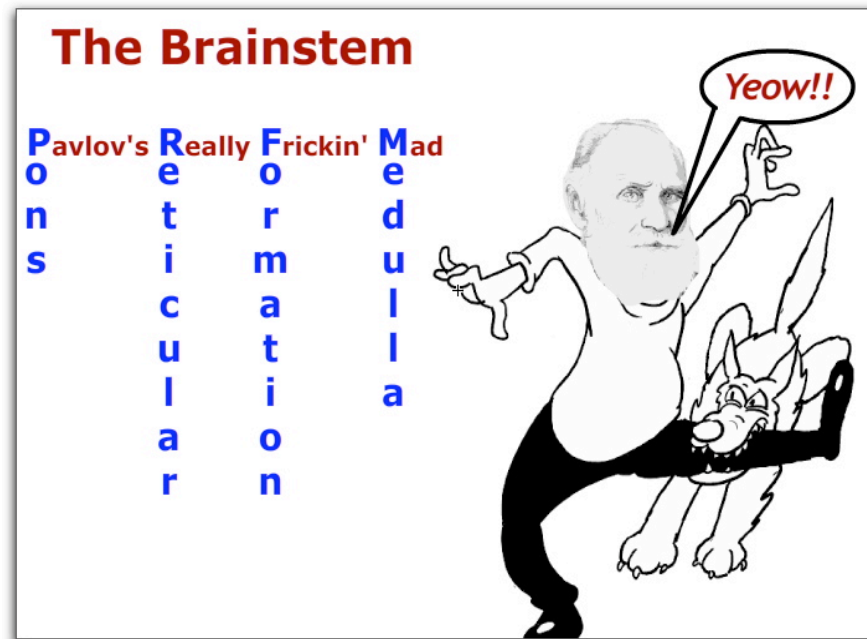 The Brainstem
Yeow!!
Pavlov's Really Frickin' Mad
Pons
Reticular
Formation
Medulla